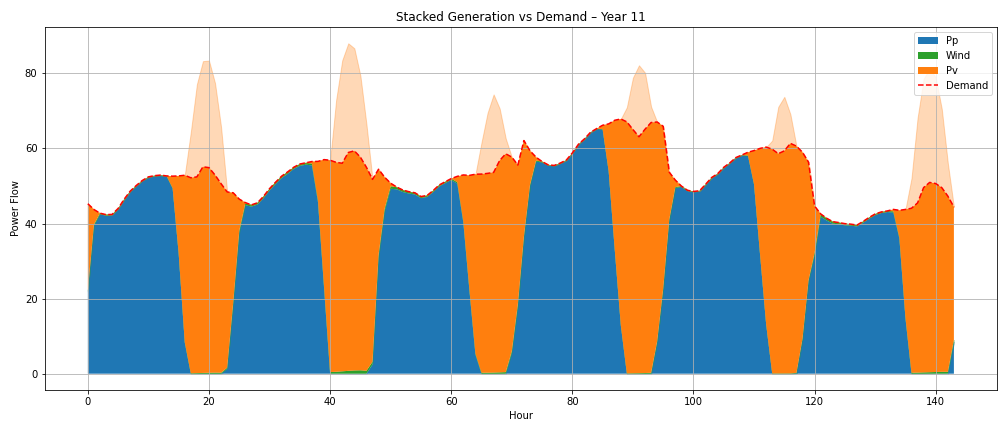 Stacked Generation vs Demand – Year 11
Power Flow
80
60
40
20
0
0 20 40 60 80 100 120 140
Hour
Pp
Wind
Pv
Demand